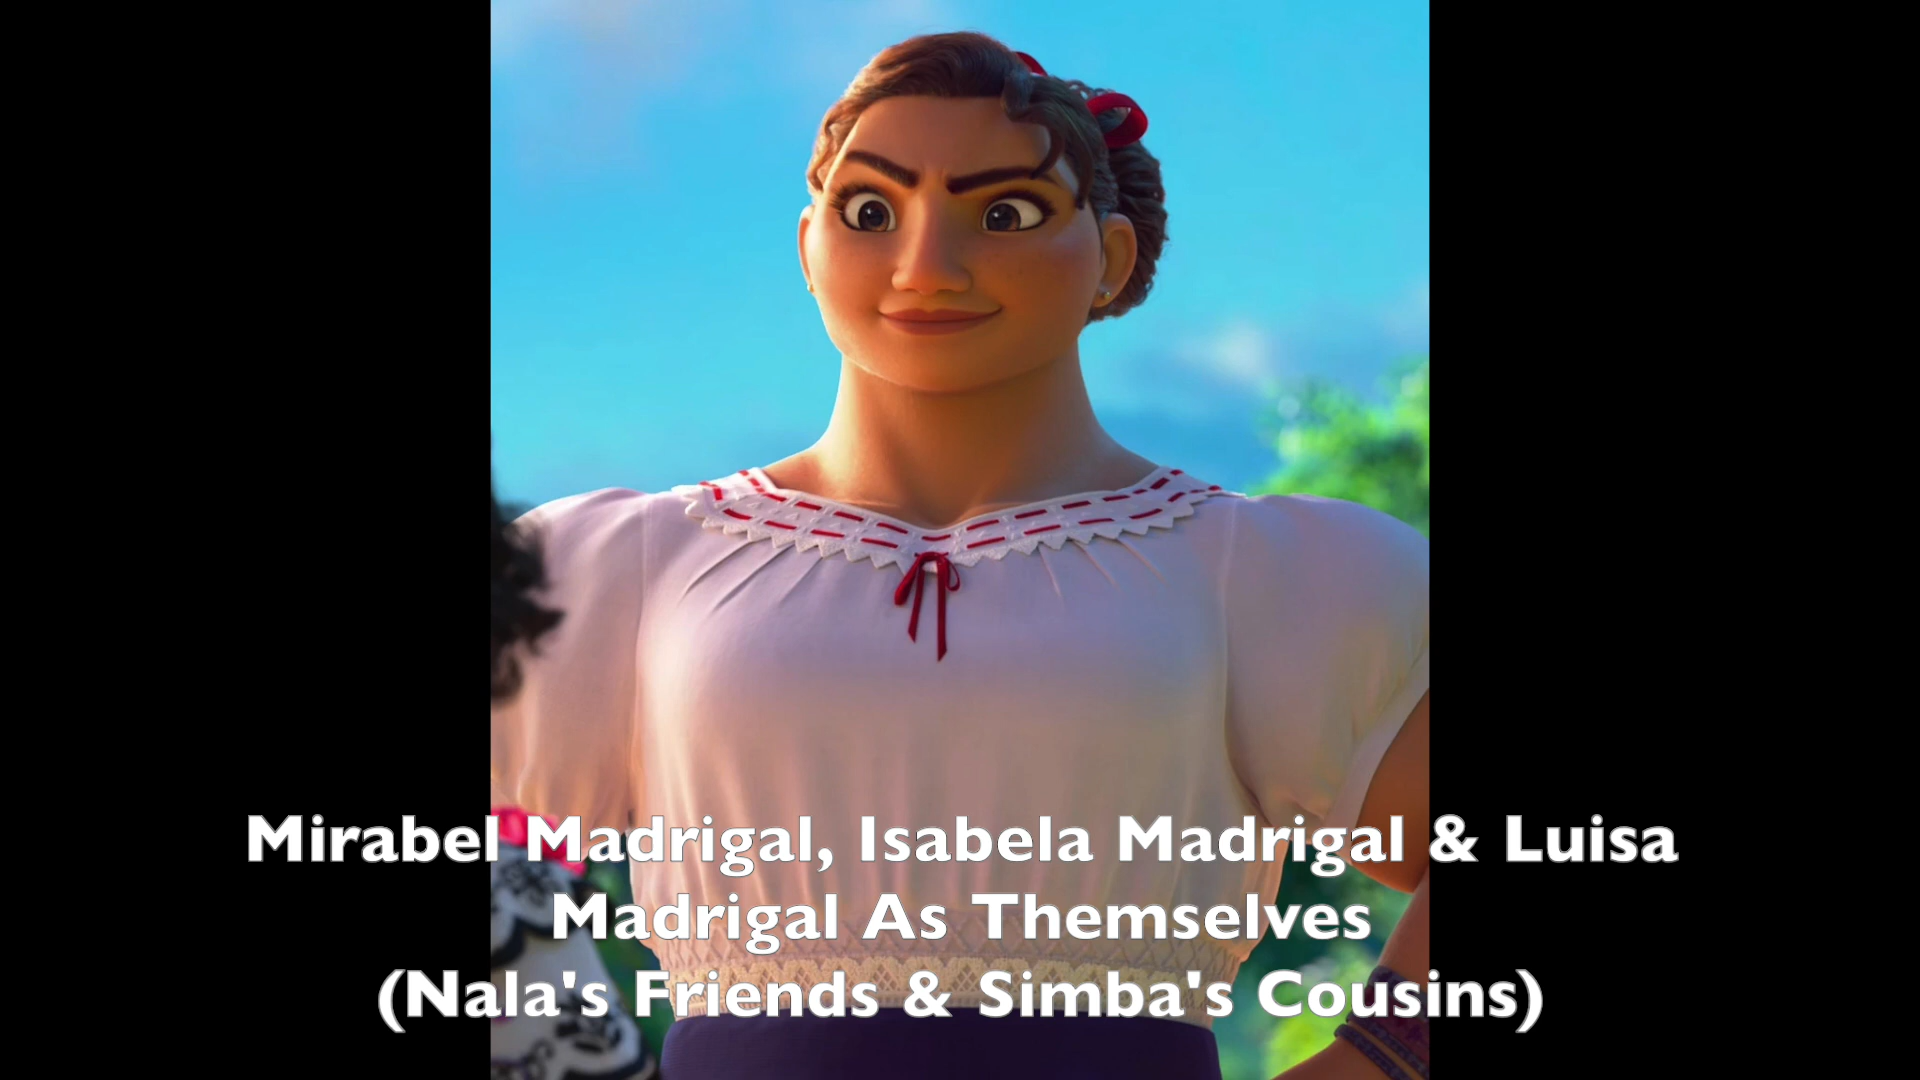 Mirabel Madrigal, Isabela Madrigal & Luisa
Madrigal As Themselves
(Nala's Friends & Simba's Cousins)